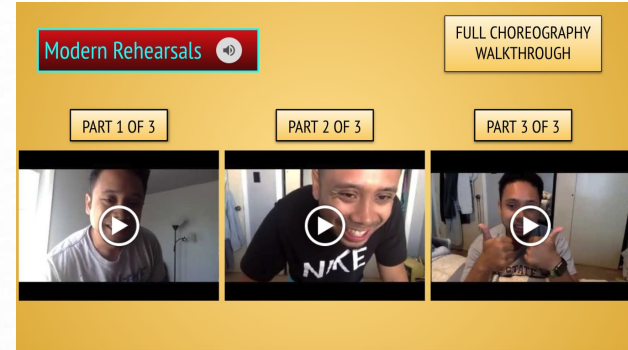 Modern Rehearsals
FULL CHOREOGRAPHY
WALKTHROUGH
PART 1 OF 3
PART 2 OF 3
PART 3 OF 3
NIKE